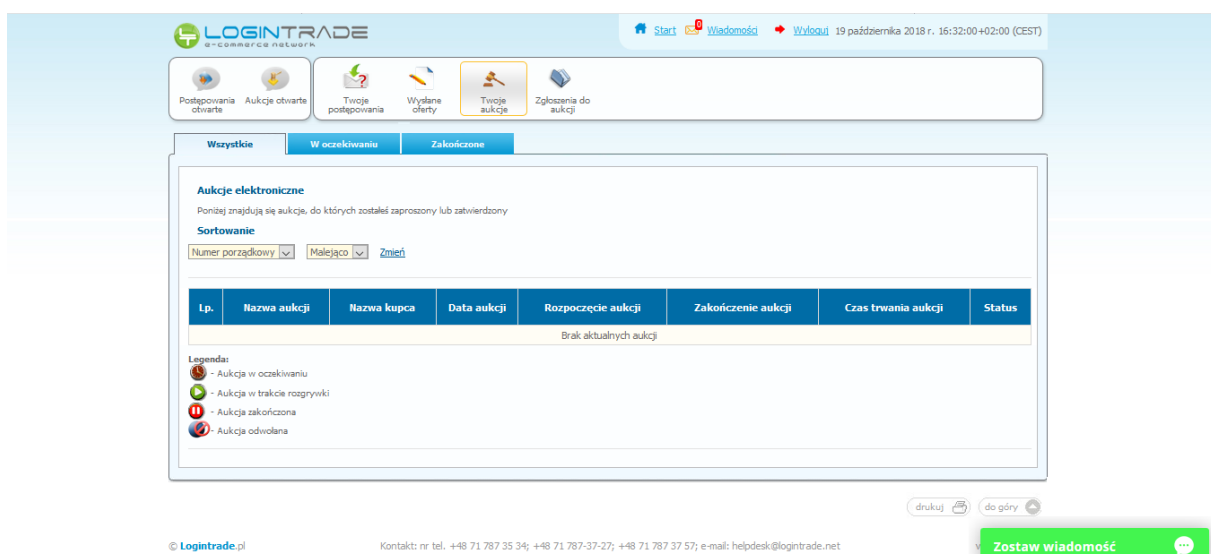 LOGINTRADE
e-commerce network
Start 0 Wiadomości Wyloguj 19 października 2018 r. 16:32:00+02:00 (CEST)
Postępowania otwarte
Aukcje otwarte
Twoje postępowania
Wysłane oferty
Twoje aukcje
Zgłoszenia do aukcji
Wszystkie W oczekiwaniu Zakończone
Aukcje elektroniczne
Poniżej znajdują się aukcje, do których zostałeś zaproszony lub zatwierdzony
Sortowanie
Numer porządkowy Malejąco Zmień
Lp. Nazwa aukcji Nazwa kupca Data aukcji Rozpoczęcie aukcji Zakończenie aukcji Czas trwania aukcji Status
Brak aktualnych aukcji
Legenda:
- Aukcja w oczekiwaniu
- Aukcja w trakcie rozgrywki
- Aukcja zakończona
- Aukcja odwołana
drukuj do góry
© Logintrade.pl Kontakt: nr tel. +48 71 787 35 34; +48 71 787-37-27; +48 71 787 37 57; e-mail: helpdesk@logintrade.net
Zostaw wiadomość